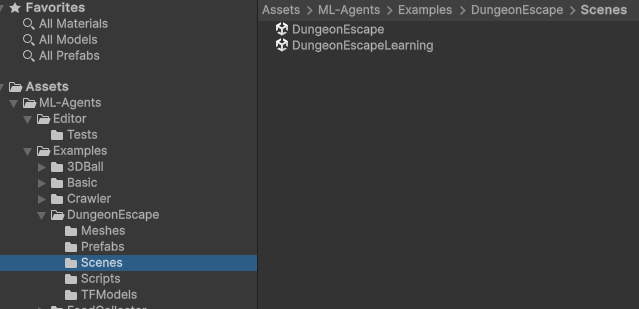 Favorites
All Materials
All Models
All Prefabs
Assets
ML-Agents
Editor
Tests
Examples
3DBall
Basic
Crawler
DungeonEscape
Meshes
Prefabs
Scenes
Scripts
TFModels
FoodCollector
Assets > ML-Agents > Examples > DungeonEscape > Scenes
DungeonEscape
DungeonEscapeLearning